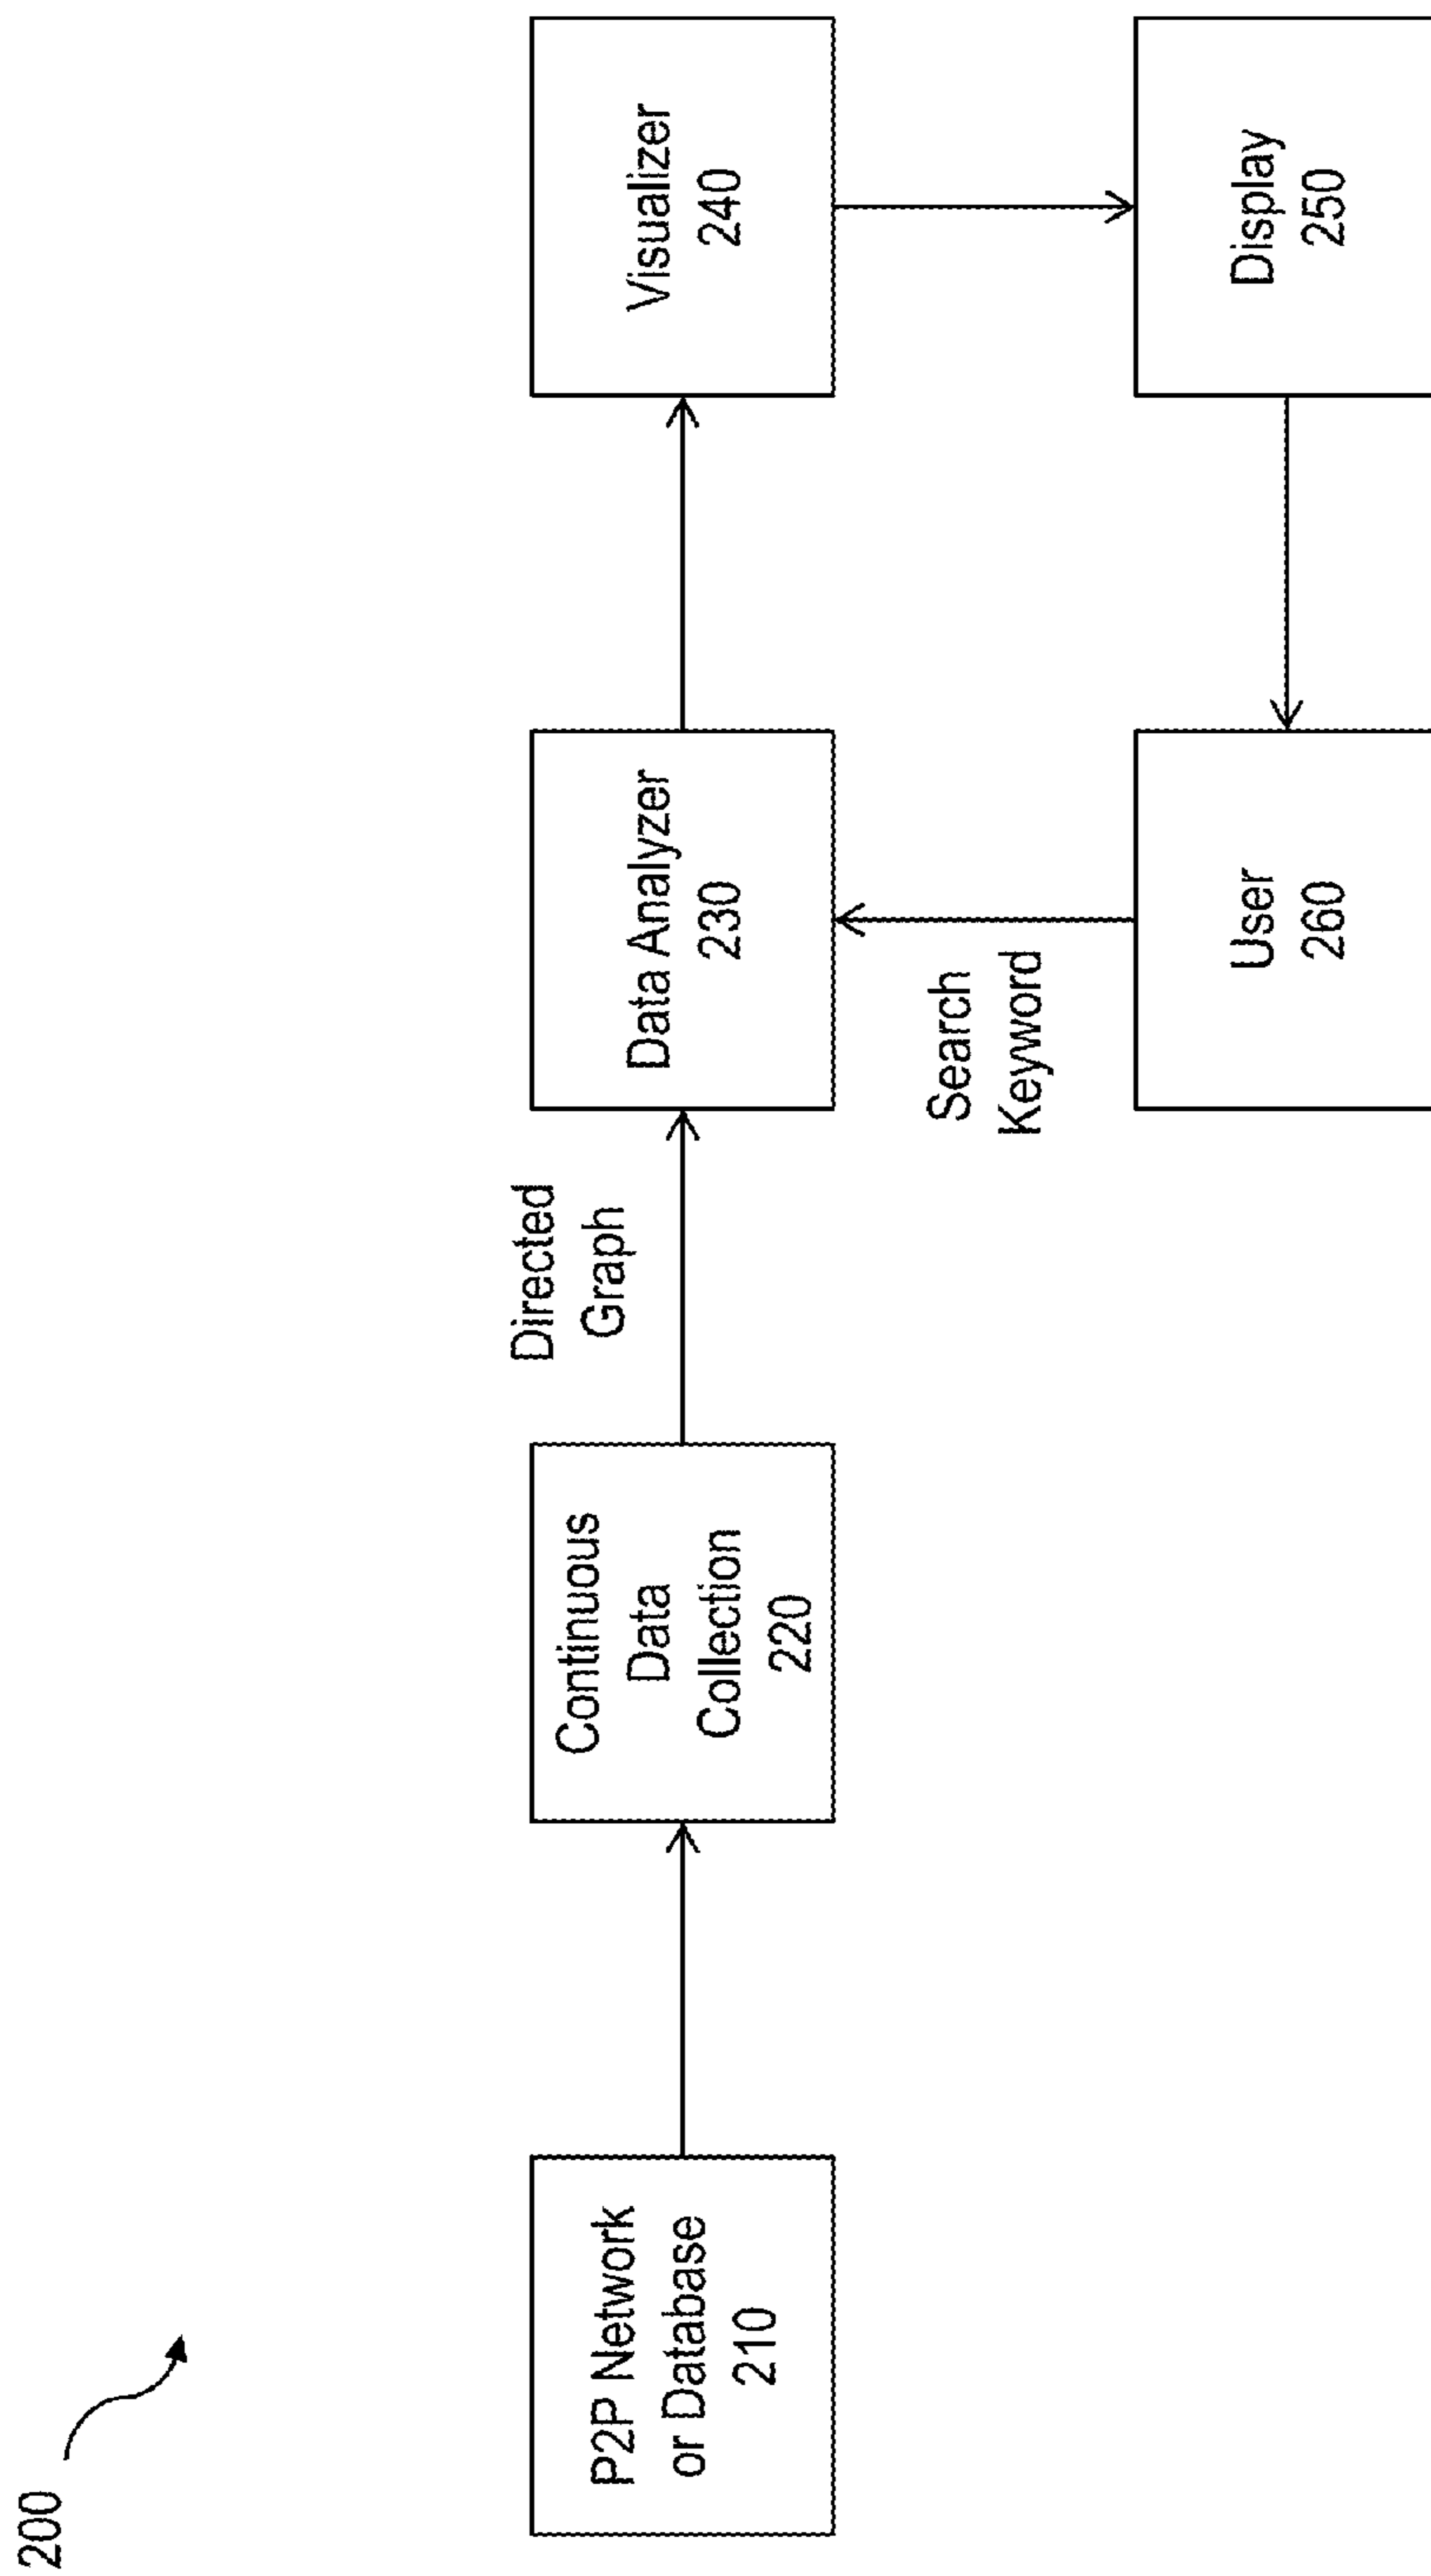 200
P2P Network
or Database
210
Continuous
Data
Collection
220
Directed
Graph
Data Analyzer
230
Visualizer
240
Search
Keyword
User
260
Display
250